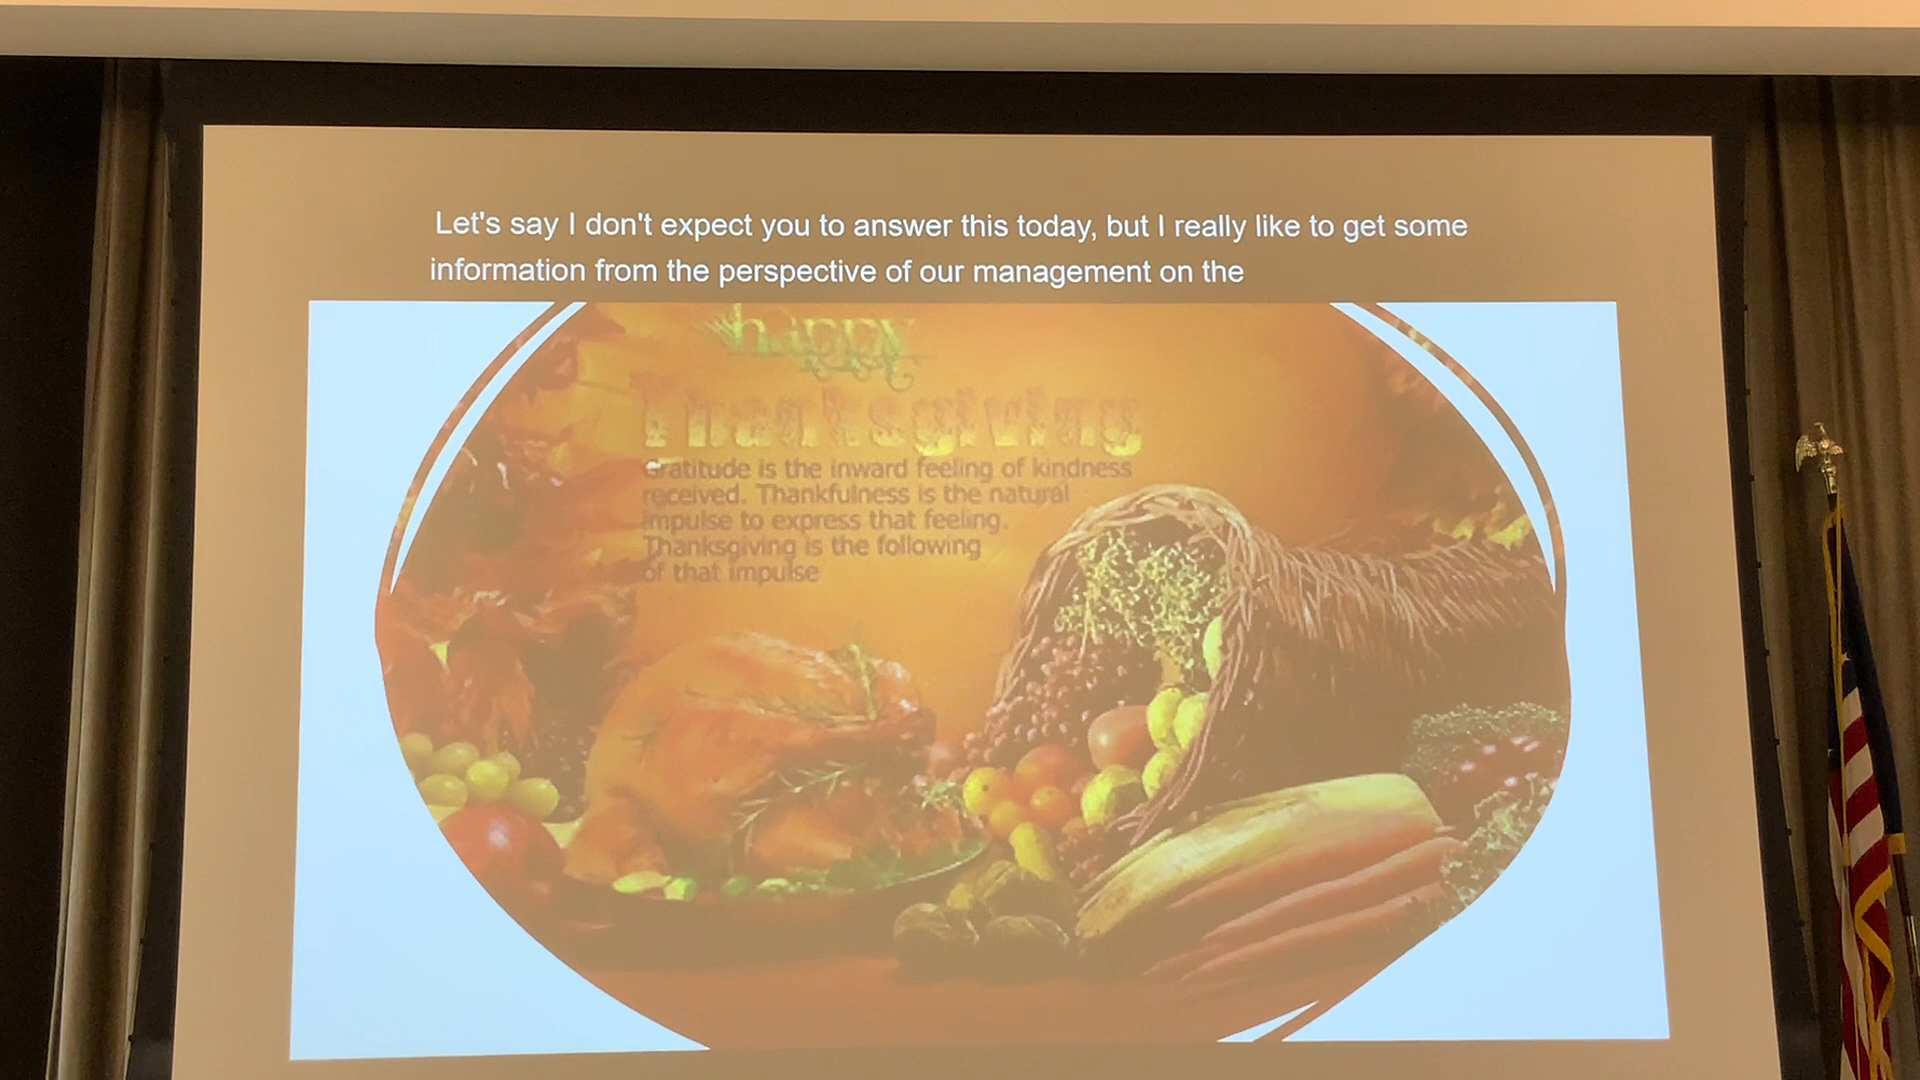 Let's say I don't expect you to answer this today, but I really like to get some
information from the perspective of our management on the
happy
Thanksgiving
Gratitude is the inward feeling of kindness
received. Thankfulness is the natural
impulse to express that feeling.
Thanksgiving is the following
of that impulse